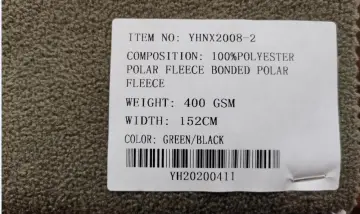 ITEM NO: YHNX2008-2
COMPOSITION: 100%POLYESTER
POLAR FLEECE BONDED POLAR
FLEECE
WEIGHT: 400 GSM
WIDTH: 152CM
COLOR: GREEN/BLACK
YH20200411